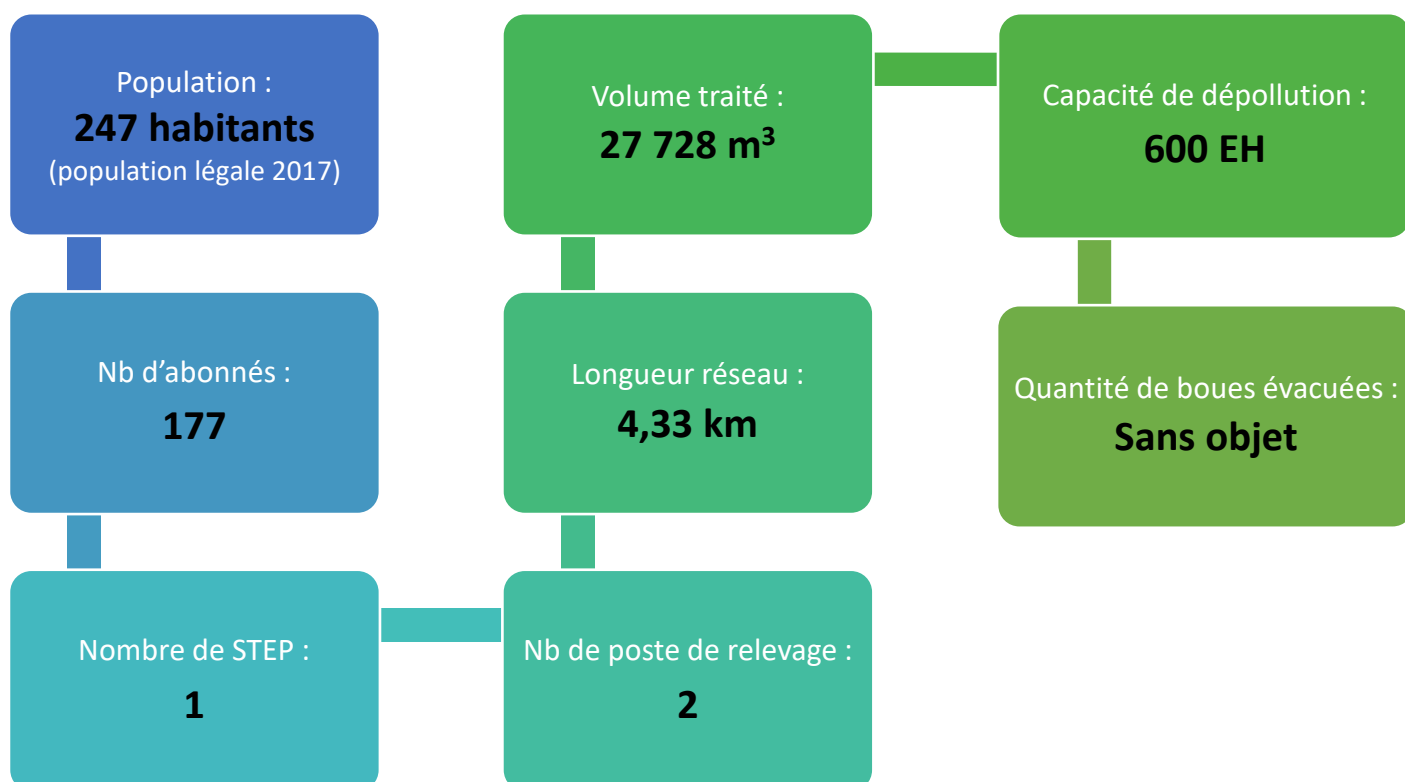 Population :
247 habitants
(population légale 2017)
Nb d’abonnés :
177
Nombre de STEP :
1
Nb de poste de relevage :
2
Longueur réseau :
4,33 km
Volume traité :
27 728 m³
Capacité de dépollution :
600 EH
Quantité de boues évacuées :
Sans objet